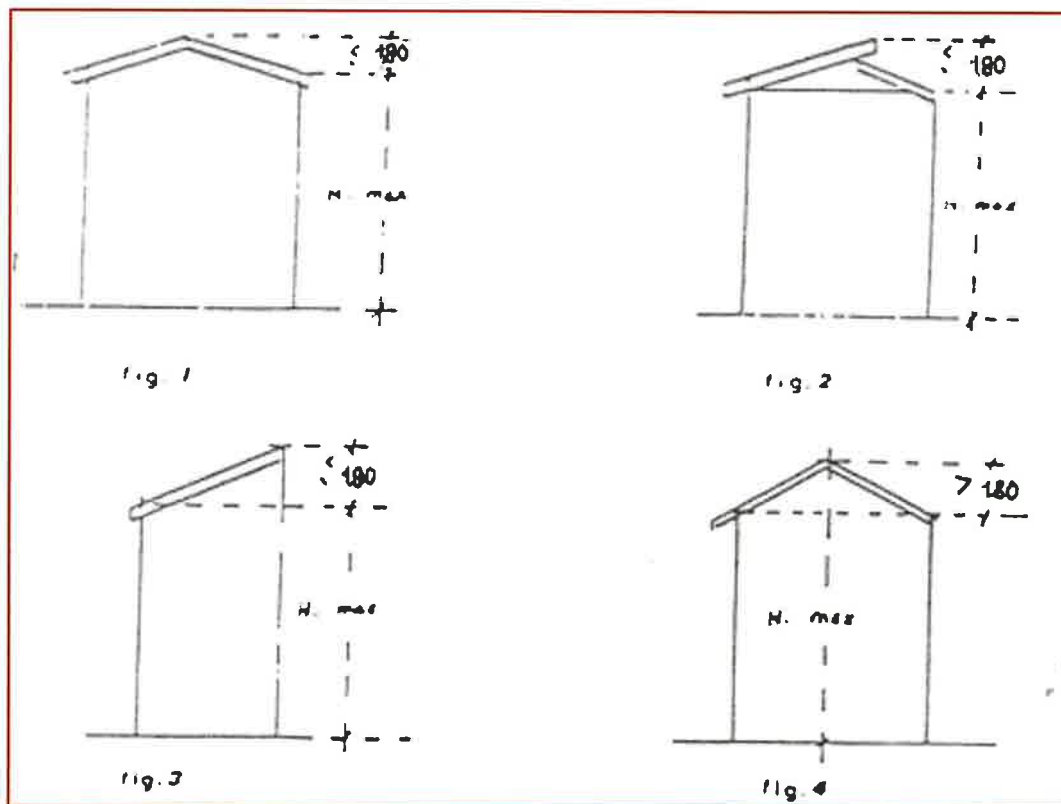 < 180
H. max
fig. 1
< 180
H. max
fig. 2
< 180
H. max
fig. 3
> 180
H. max
fig. 4